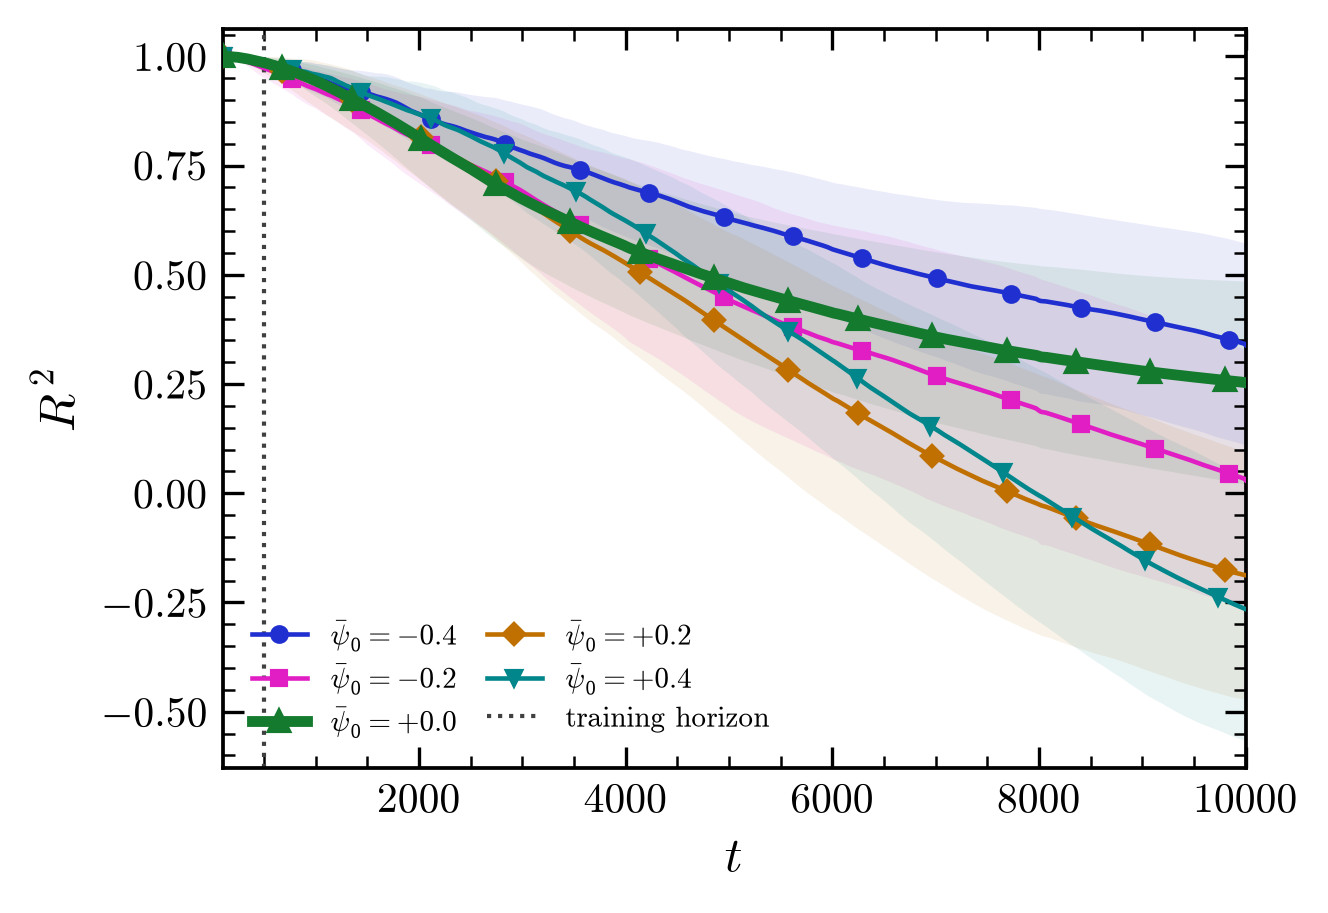 1.00
0.75
0.50
0.25
0.00
−0.25
−0.50
R²
ψ̄₀ = −0.4
ψ̄₀ = −0.2
ψ̄₀ = +0.0
ψ̄₀ = +0.2
ψ̄₀ = +0.4
training horizon
2000 4000 6000 8000 10000
t